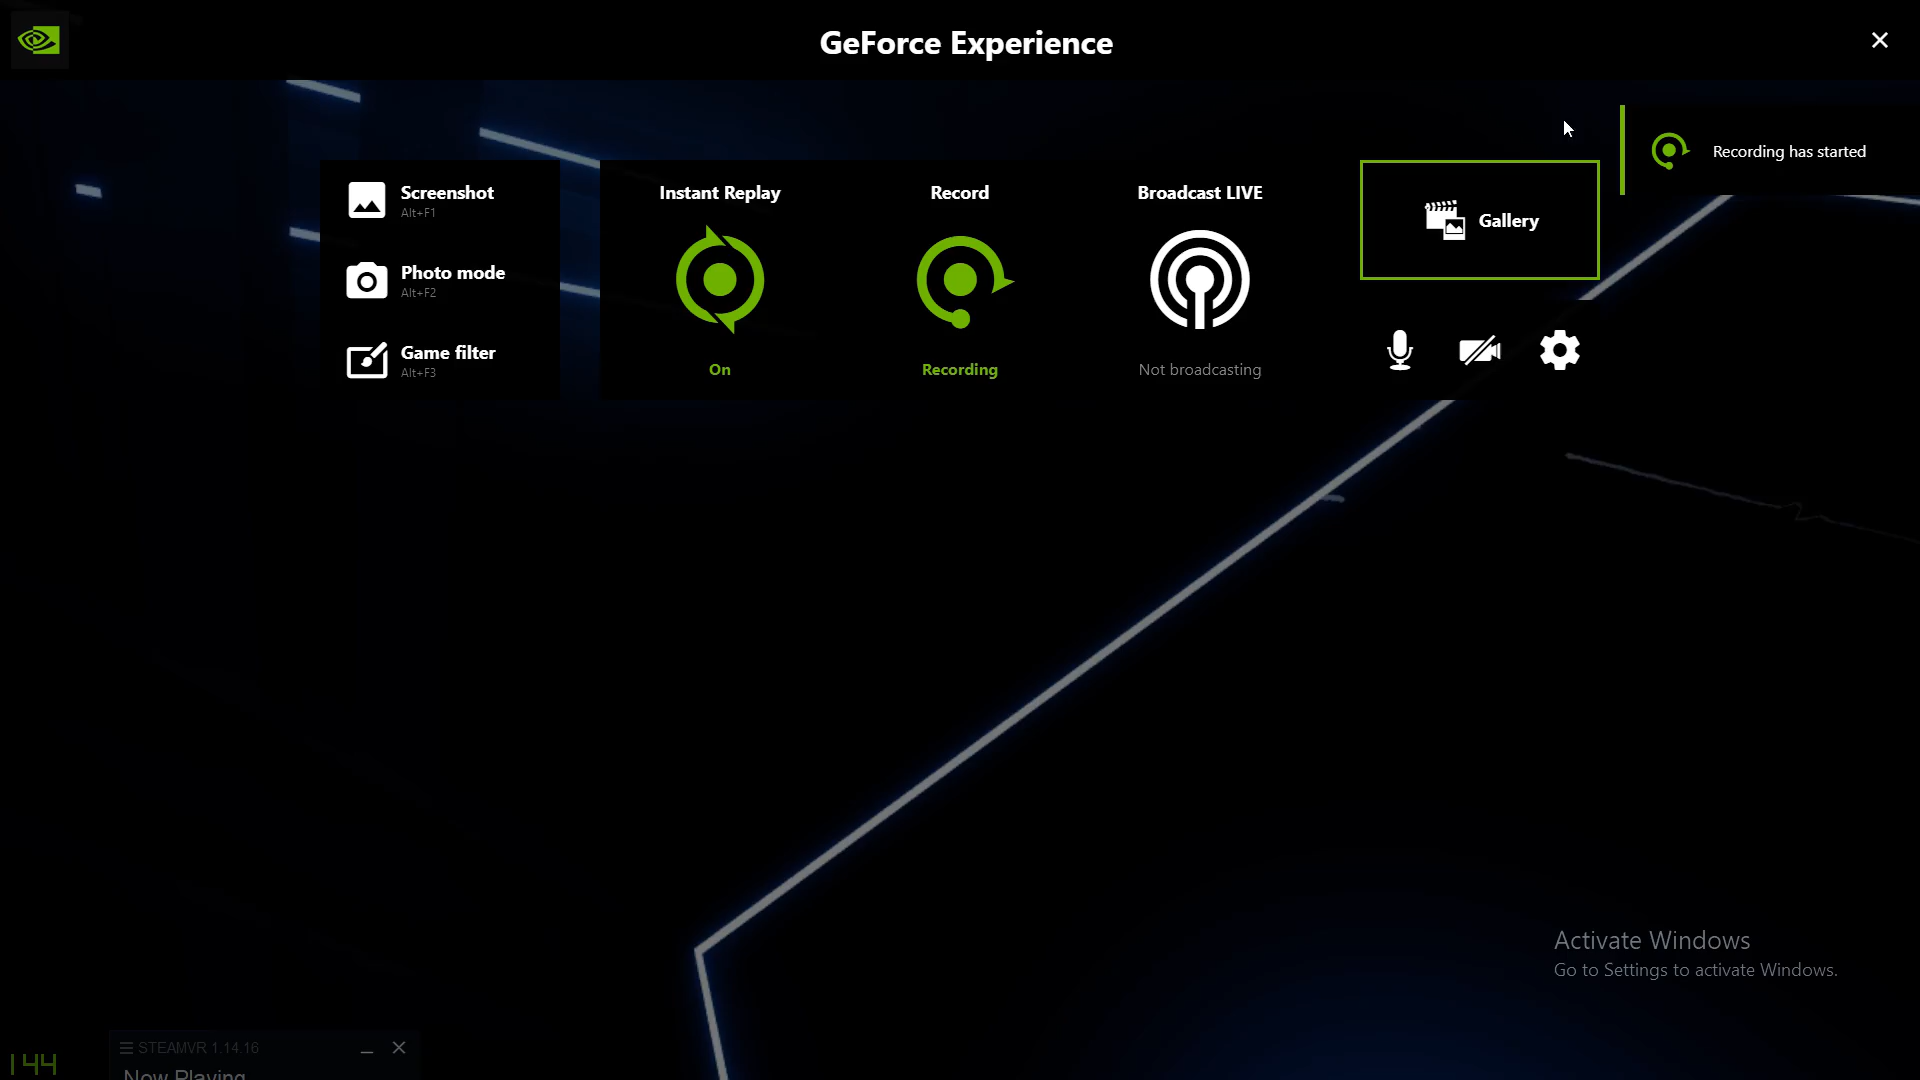 GeForce Experience
Recording has started
Screenshot
Alt+F1
Photo mode
Alt+F2
Game filter
Alt+F3
Instant Replay
On
Record
Recording
Broadcast LIVE
Not broadcasting
Gallery
Activate Windows
Go to Settings to activate Windows.
144
STEAMVR 1.14.16
Now Playing